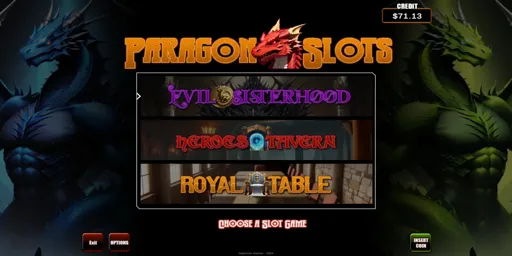 CREDIT
$71.13
PARAGON SLOTS
EVIL SISTERHOOD
HEROES TAVERN
ROYAL TABLE
CHOOSE A SLOT GAME
Exit
OPTIONS
INSERT
COIN